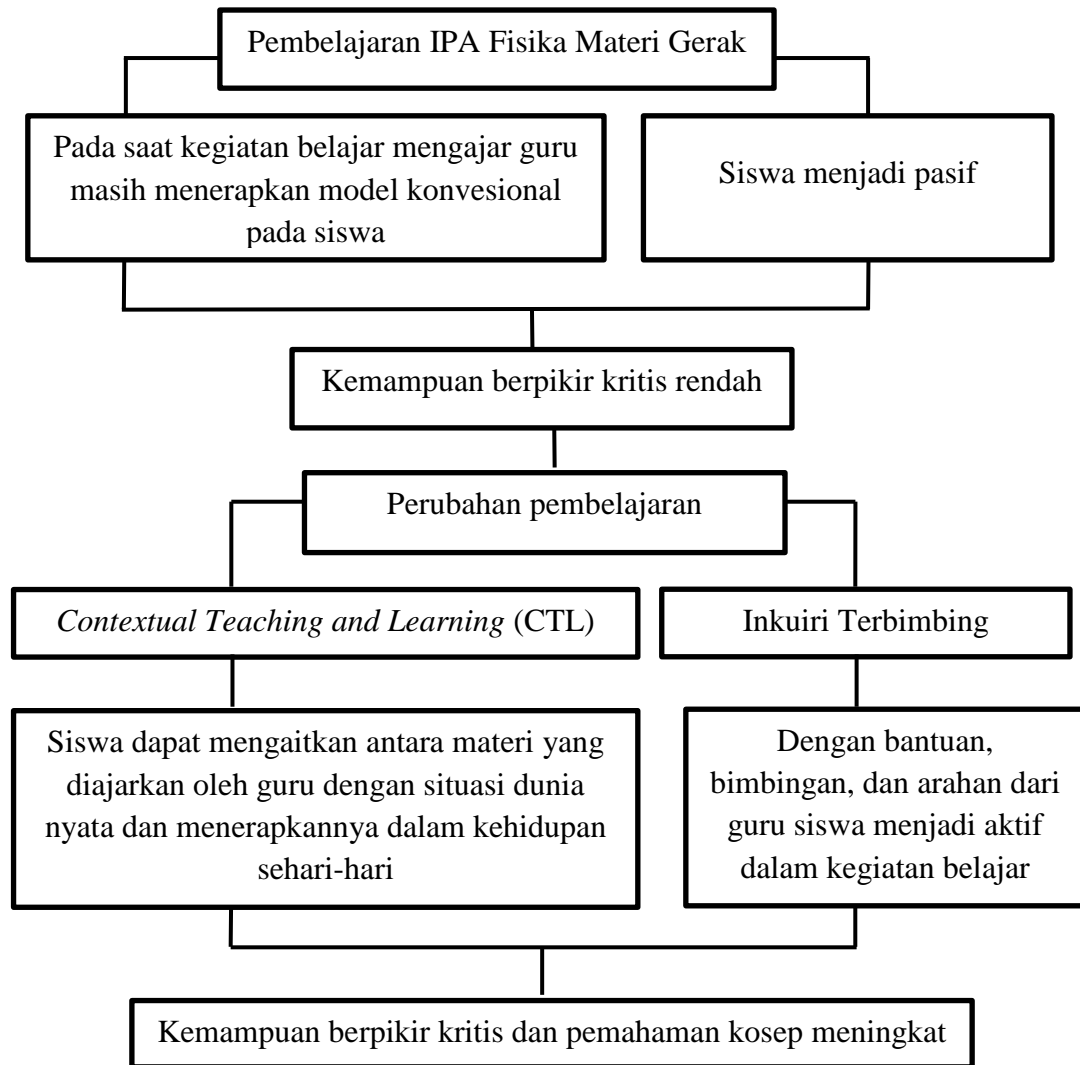 Pembelajaran IPA Fisika Materi Gerak
Pada saat kegiatan belajar mengajar guru
masih menerapkan model konvesional
pada siswa
Siswa menjadi pasif
Kemampuan berpikir kritis rendah
Perubahan pembelajaran
Contextual Teaching and Learning (CTL)
Inkuiri Terbimbing
Siswa dapat mengaitkan antara materi yang
diajarkan oleh guru dengan situasi dunia
nyata dan menerapkannya dalam kehidupan
sehari-hari
Dengan bantuan,
bimbingan, dan arahan dari
guru siswa menjadi aktif
dalam kegiatan belajar
Kemampuan berpikir kritis dan pemahaman kosep meningkat